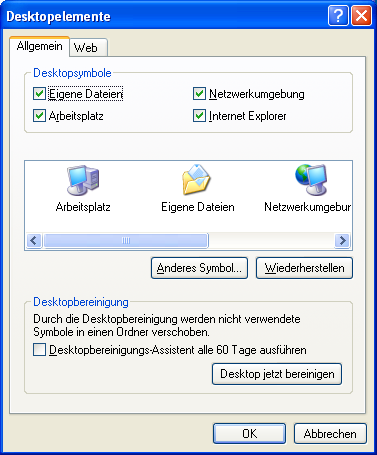 Desktopelemente
Allgemein Web
Desktopsymbole
Eigene Dateien Netzwerkumgebung
Arbeitsplatz Internet Explorer
Arbeitsplatz Eigene Dateien Netzwerkumgebur
Anderes Symbol... Wiederherstellen
Desktopbereinigung
Durch die Desktopbereinigung werden nicht verwendete
Symbole in einen Ordner verschoben.
Desktopbereinigungs-Assistent alle 60 Tage ausführen
Desktop jetzt bereinigen
OK Abbrechen